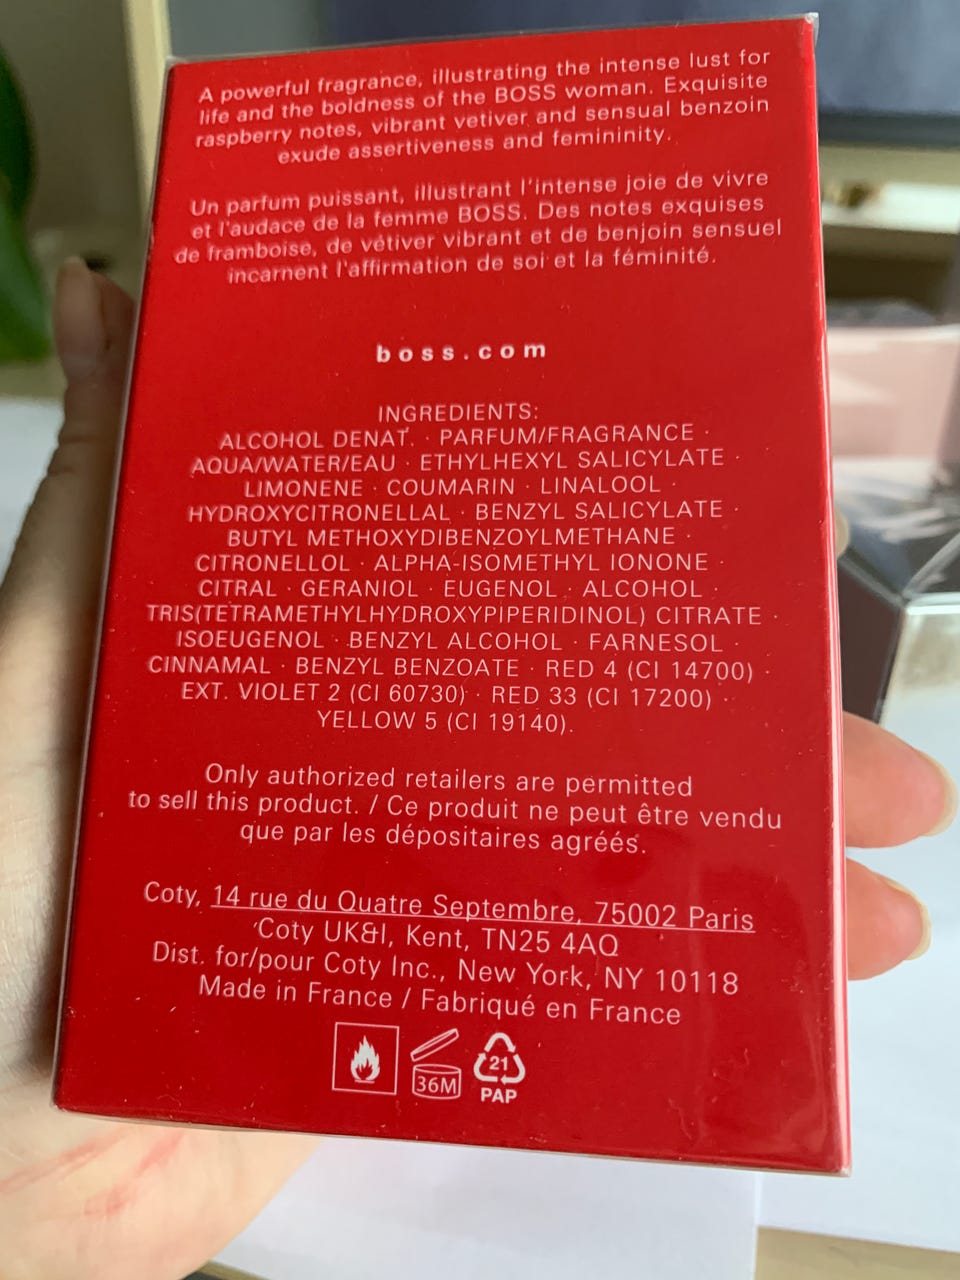 A powerful fragrance, illustrating the intense lust for
life and the boldness of the BOSS woman. Exquisite
raspberry notes, vibrant vetiver and sensual benzoin
exude assertiveness and femininity.
Un parfum puissant, illustrant l'intense joie de vivre
et l'audace de la femme BOSS. Des notes exquises
de framboise, de vétiver vibrant et de benjoin sensuel
incarnent l'affirmation de soi et la féminité.
boss.com
INGREDIENTS:
ALCOHOL DENAT. · PARFUM/FRAGRANCE ·
AQUA/WATER/EAU · ETHYLHEXYL SALICYLATE ·
LIMONENE · COUMARIN · LINALOOL ·
HYDROXYCITRONELLAL · BENZYL SALICYLATE ·
BUTYL METHOXYDIBENZOYLMETHANE ·
CITRONELLOL · ALPHA-ISOMETHYL IONONE ·
CITRAL · GERANIOL · EUGENOL · ALCOHOL ·
TRIS(TETRAMETHYLHYDROXYPIPERIDINOL) CITRATE ·
ISOEUGENOL · BENZYL ALCOHOL · FARNESOL ·
CINNAMAL · BENZYL BENZOATE · RED 4 (CI 14700) ·
EXT. VIOLET 2 (CI 60730) · RED 33 (CI 17200) ·
YELLOW 5 (CI 19140).
Only authorized retailers are permitted
to sell this product. / Ce produit ne peut être vendu
que par les dépositaires agréés.
Coty, 14 rue du Quatre Septembre, 75002 Paris
Coty UK&I, Kent, TN25 4AQ
Dist. for/pour Coty Inc., New York, NY 10118
Made in France / Fabriqué en France
36M
21
PAP